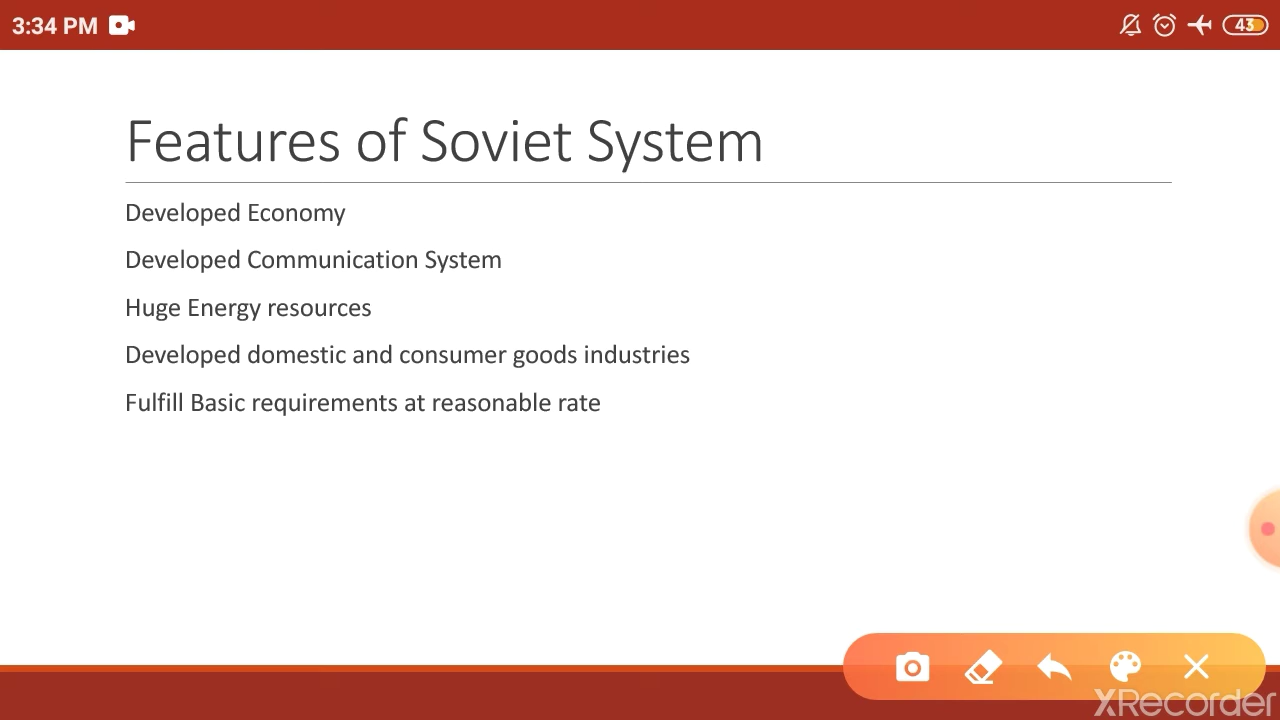 3:34 PM
43
Features of Soviet System
Developed Economy
Developed Communication System
Huge Energy resources
Developed domestic and consumer goods industries
Fulfill Basic requirements at reasonable rate
XRecorder